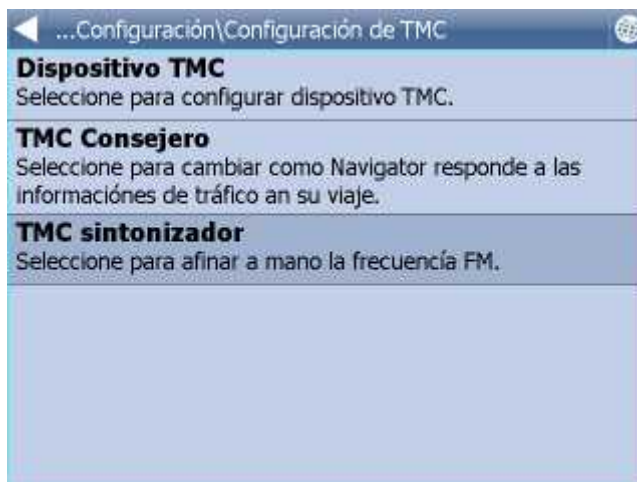 ...Configuración\Configuración de TMC
Dispositivo TMC
Seleccione para configurar dispositivo TMC.
TMC Consejero
Seleccione para cambiar como Navigator responde a las
informaciónes de tráfico an su viaje.
TMC sintonizador
Seleccione para afinar a mano la frecuencía FM.